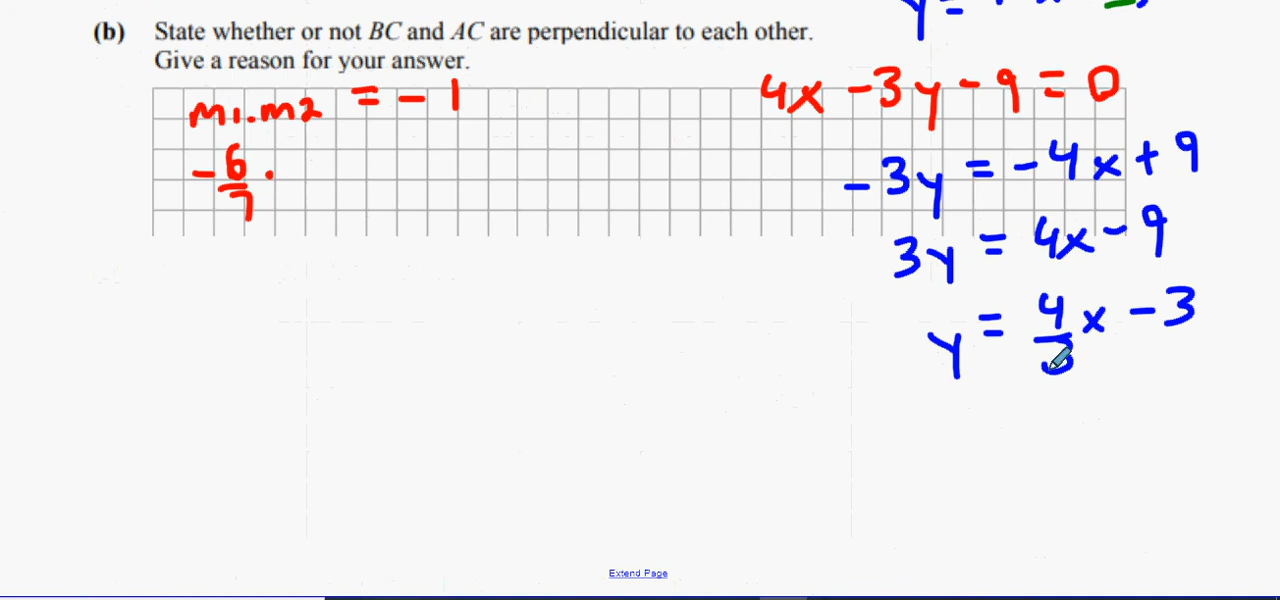 (b) State whether or not BC and AC are perpendicular to each other.
Give a reason for your answer.
m1.m2 = -1
-6/7 .
4x - 3y - 9 = 0
-3y = -4x + 9
3y = 4x - 9
y = 4/3 x - 3
Extend Page